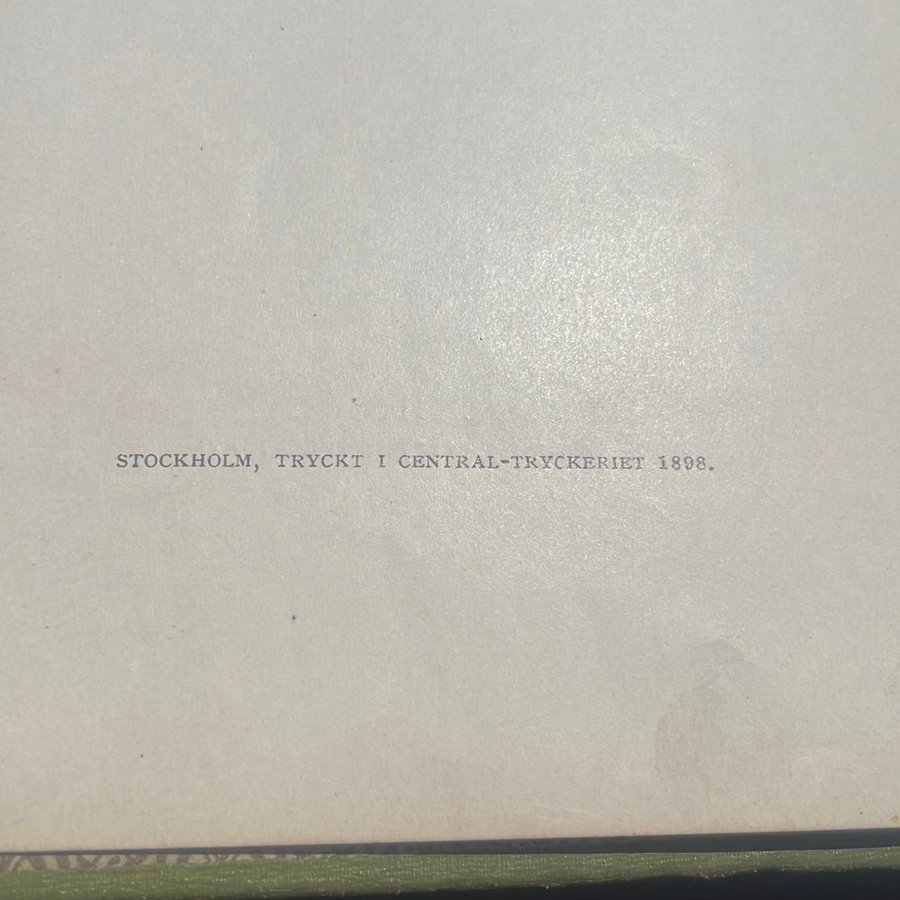 STOCKHOLM, TRYCKT I CENTRAL-TRYCKERIET 1898.